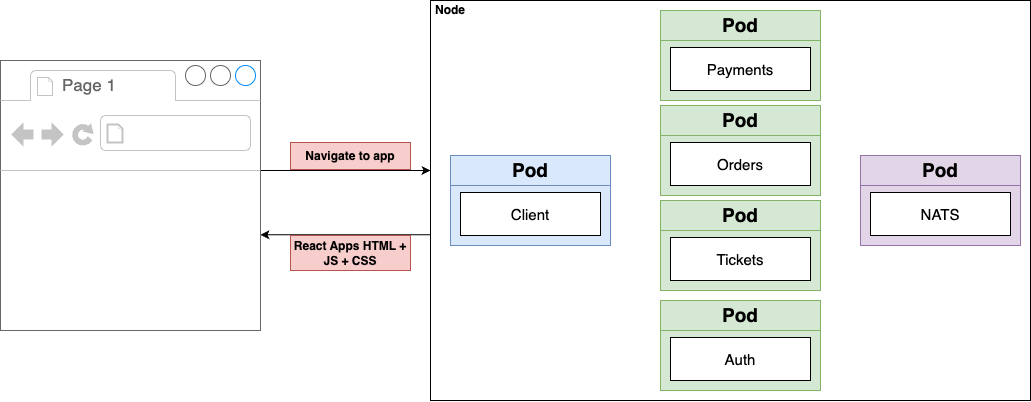 Node
Page 1
Navigate to app
React Apps HTML +
JS + CSS
Pod
Client
Pod
Payments
Pod
Orders
Pod
Tickets
Pod
Auth
Pod
NATS